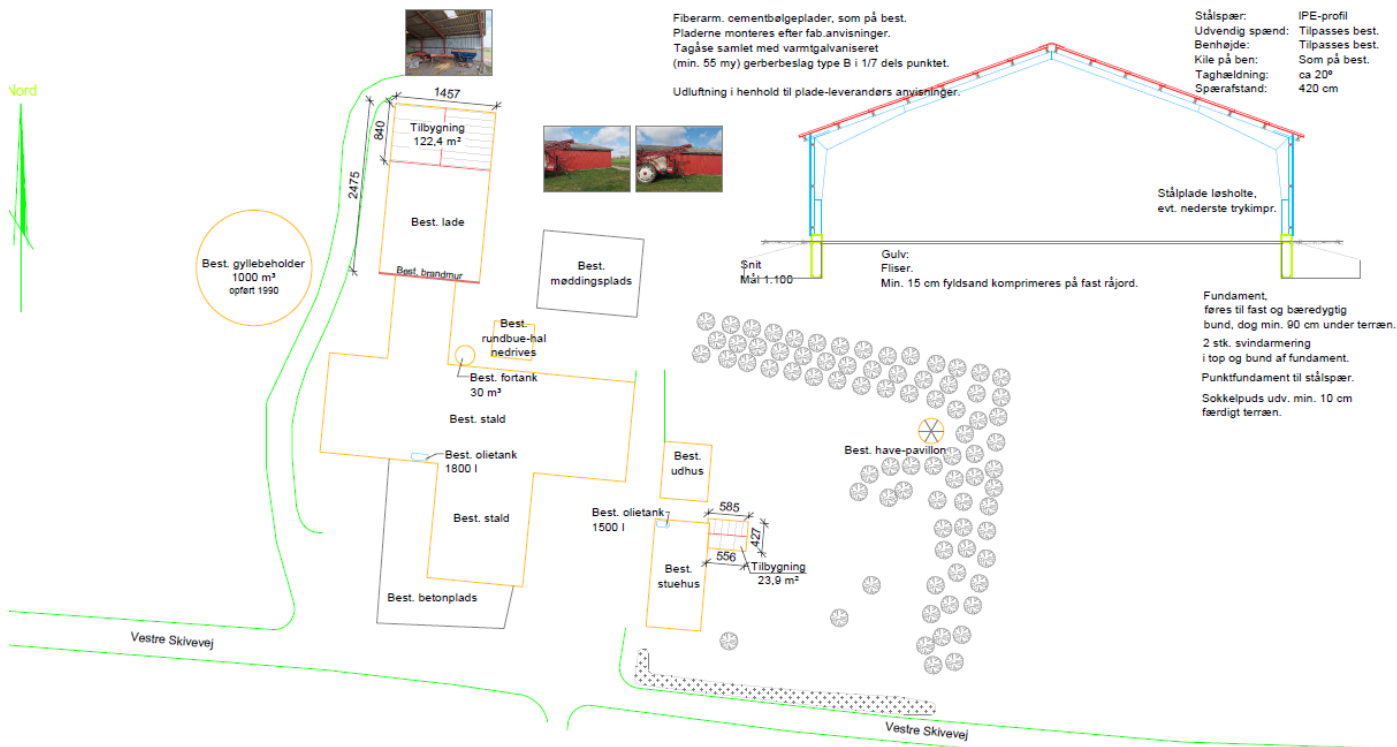 Nord
1457
840
2475
Tilbygning
122,4 m²
Best. lade
Best. brandmur
Best. gyllebeholder
1000 m³
opført 1990
Best.
møddingsplads
Best.
rundbue-hal
nedrives
Best. fortank
30 m³
Best. stald
Best. olietank
1800 l
Best. stald
Best. betonplads
Best.
udhus
Best. olietank
1500 l
585
427
556
Tilbygning
23,9 m²
Best.
stuehus
Best. have-pavillon
Vestre Skivevej
Vestre Skivevej
Fiberarm. cementbølgeplader, som på best.
Pladerne monteres efter fab.anvisninger.
Tagåse samlet med varmtgalvaniseret
(min. 55 my) gerberbeslag type B i 1/7 dels punktet.
Udluftning i henhold til plade-leverandørs anvisninger.
Stålspær: IPE-profil
Udvendig spænd: Tilpasses best.
Benhøjde: Tilpasses best.
Kile på ben: Som på best.
Taghældning: ca 20º
Spærafstand: 420 cm
Stålplade løsholte,
evt. nederste trykimpr.
Snit
Mål 1:100
Gulv:
Fliser.
Min. 15 cm fyldsand komprimeres på fast råjord.
Fundament,
føres til fast og bæredygtig
bund, dog min. 90 cm under terræn.
2 stk. svindarmering
i top og bund af fundament.
Punktfundament til stålspær.
Sokkelpuds udv. min. 10 cm
færdigt terræn.